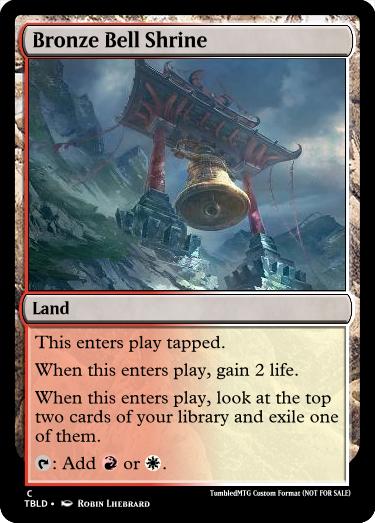 Bronze Bell Shrine
Land
This enters play tapped.
When this enters play, gain 2 life.
When this enters play, look at the top
two cards of your library and exile one
of them.
: Add or .
C
TBLD • Robin Lhebrard
TumbledMTG Custom Format (NOT FOR SALE)